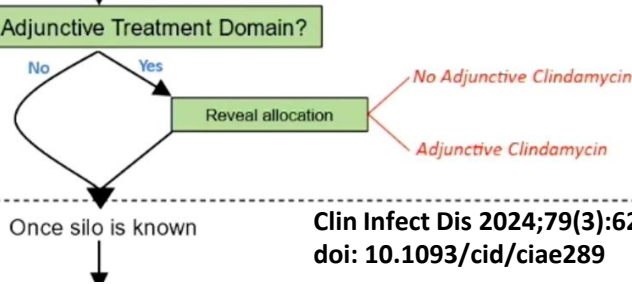 Adjunctive Treatment Domain?
No
Yes
No Adjunctive Clindamycin
Reveal allocation
Adjunctive Clindamycin
Once silo is known
Clin Infect Dis 2024;79(3):62
doi: 10.1093/cid/ciae289